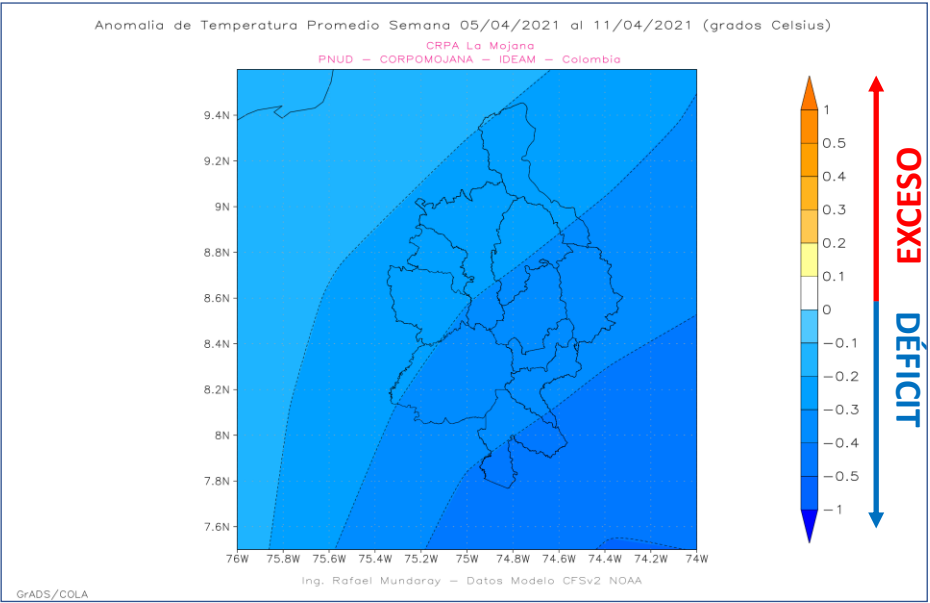 Anomalia de Temperatura Promedio Semana 05/04/2021 al 11/04/2021 (grados Celsius)
CRPA La Mojana
PNUD – CORPOMOJANA – IDEAM – Colombia
9.4N
9.2N
9N
8.8N
8.6N
8.4N
8.2N
8N
7.8N
7.6N
76W 75.8W 75.6W 75.4W 75.2W 75W 74.8W 74.6W 74.4W 74.2W 74W
1
0.5
0.4
0.3
0.2
0.1
0
−0.1
−0.2
−0.3
−0.4
−0.5
−1
EXCESO
DÉFICIT
Ing. Rafael Mundaray – Datos Modelo CFSv2 NOAA
GrADS/COLA